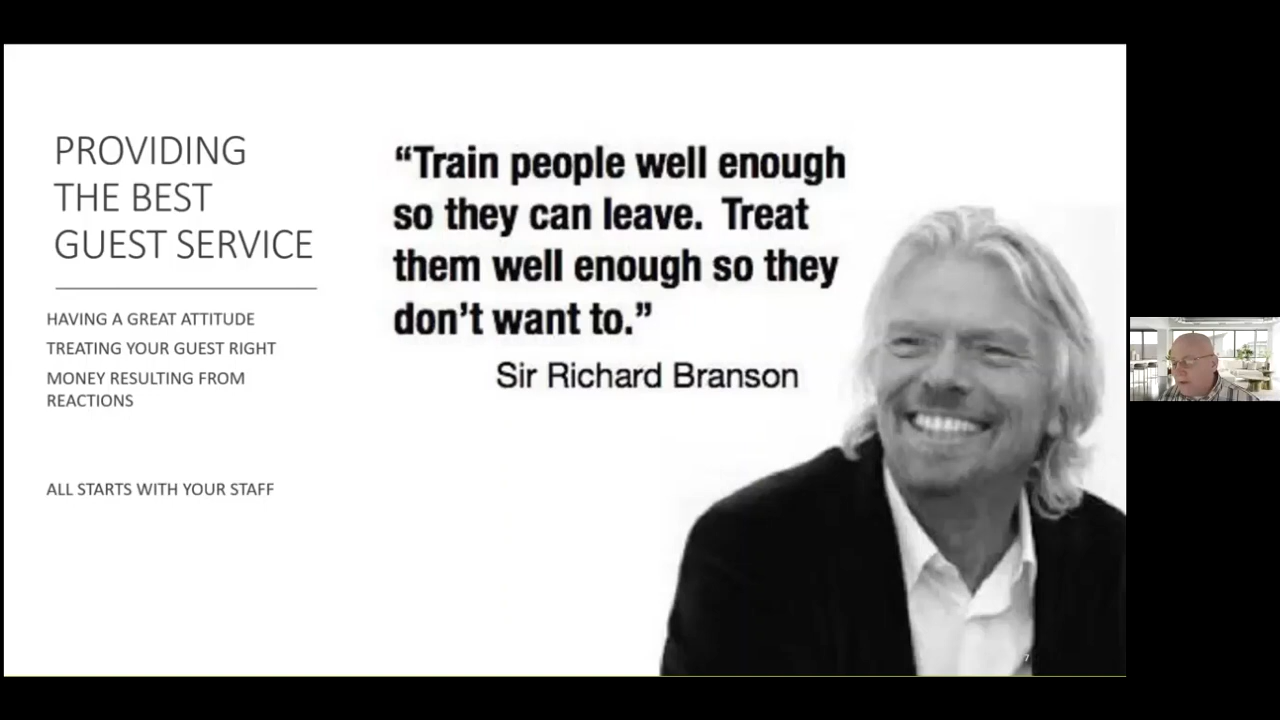 PROVIDING
THE BEST
GUEST SERVICE
HAVING A GREAT ATTITUDE
TREATING YOUR GUEST RIGHT
MONEY RESULTING FROM
REACTIONS
ALL STARTS WITH YOUR STAFF
“Train people well enough
so they can leave. Treat
them well enough so they
don’t want to.”
Sir Richard Branson
7